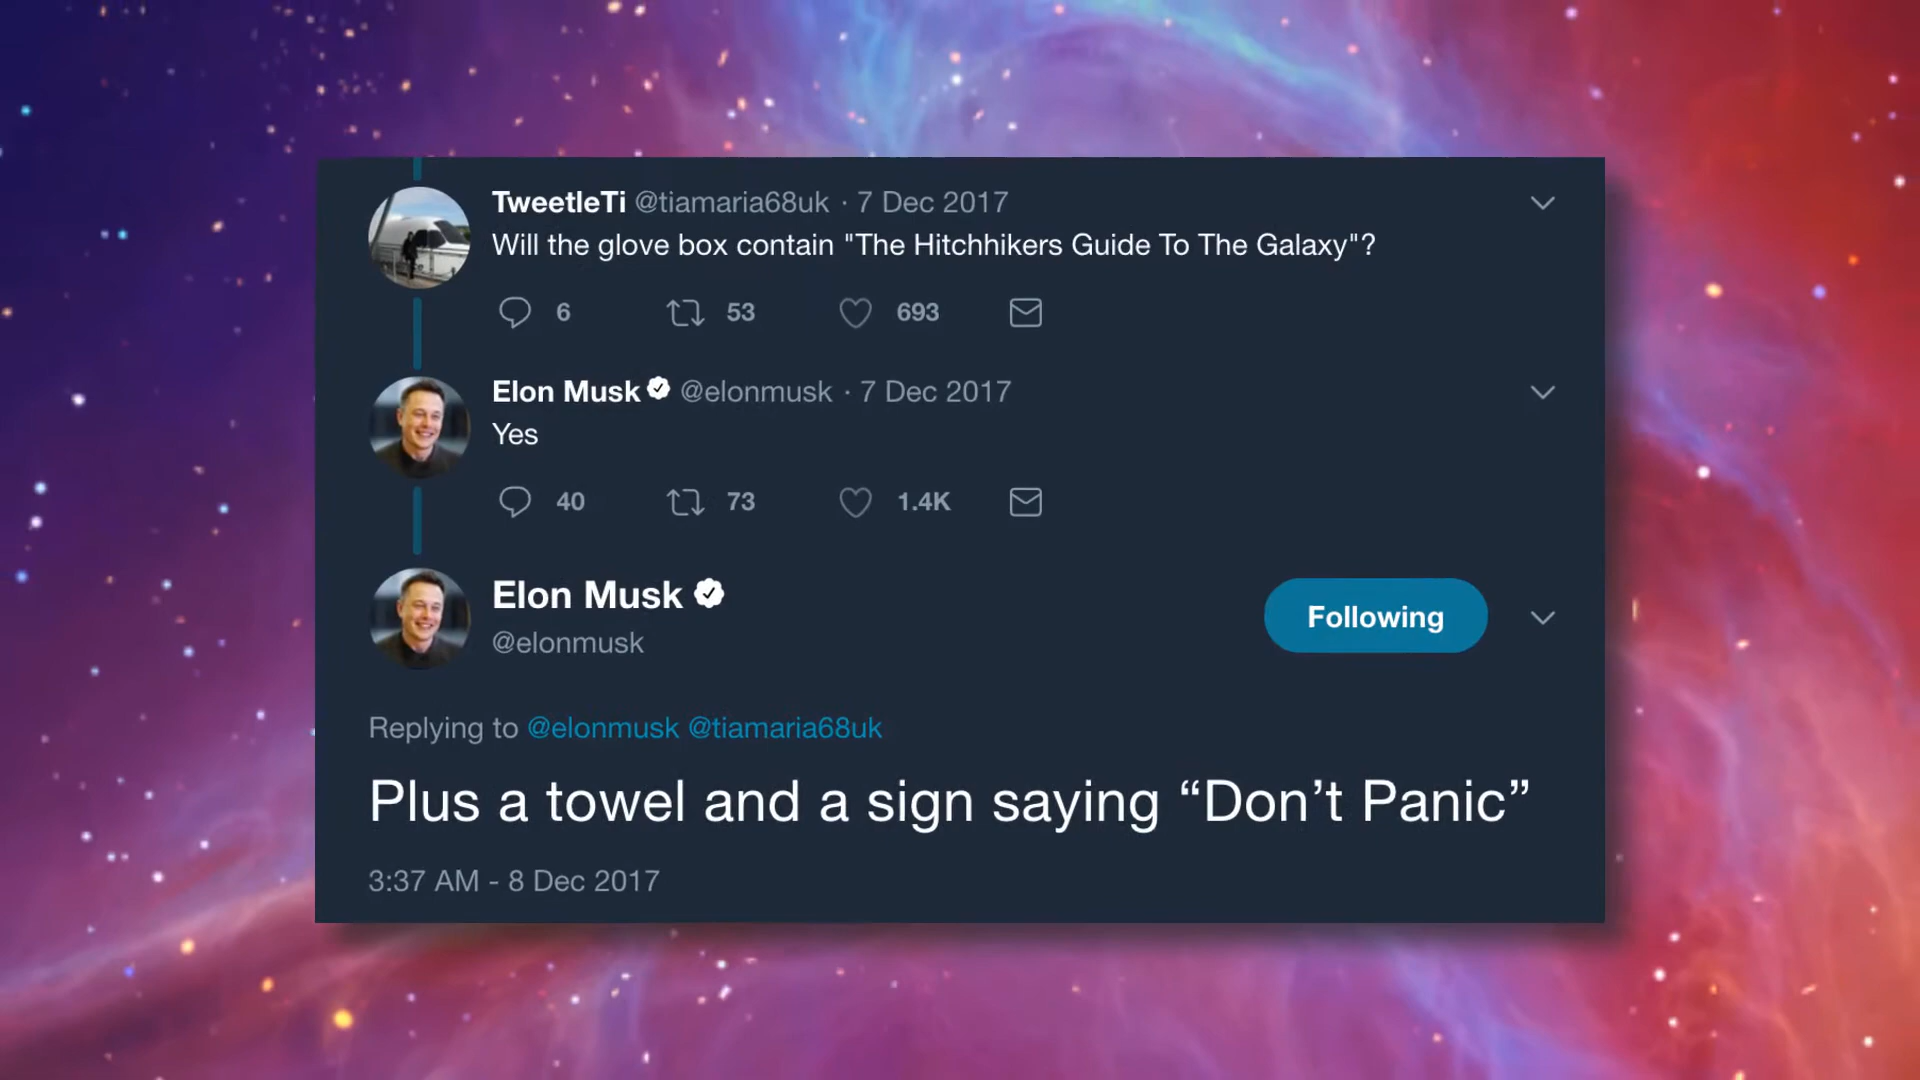 TweetleTi @tiamaria68uk · 7 Dec 2017
Will the glove box contain "The Hitchhikers Guide To The Galaxy"?
6 53 693
Elon Musk @elonmusk · 7 Dec 2017
Yes
40 73 1.4K
Elon Musk
Following
@elonmusk
Replying to @elonmusk @tiamaria68uk
Plus a towel and a sign saying “Don’t Panic”
3:37 AM - 8 Dec 2017